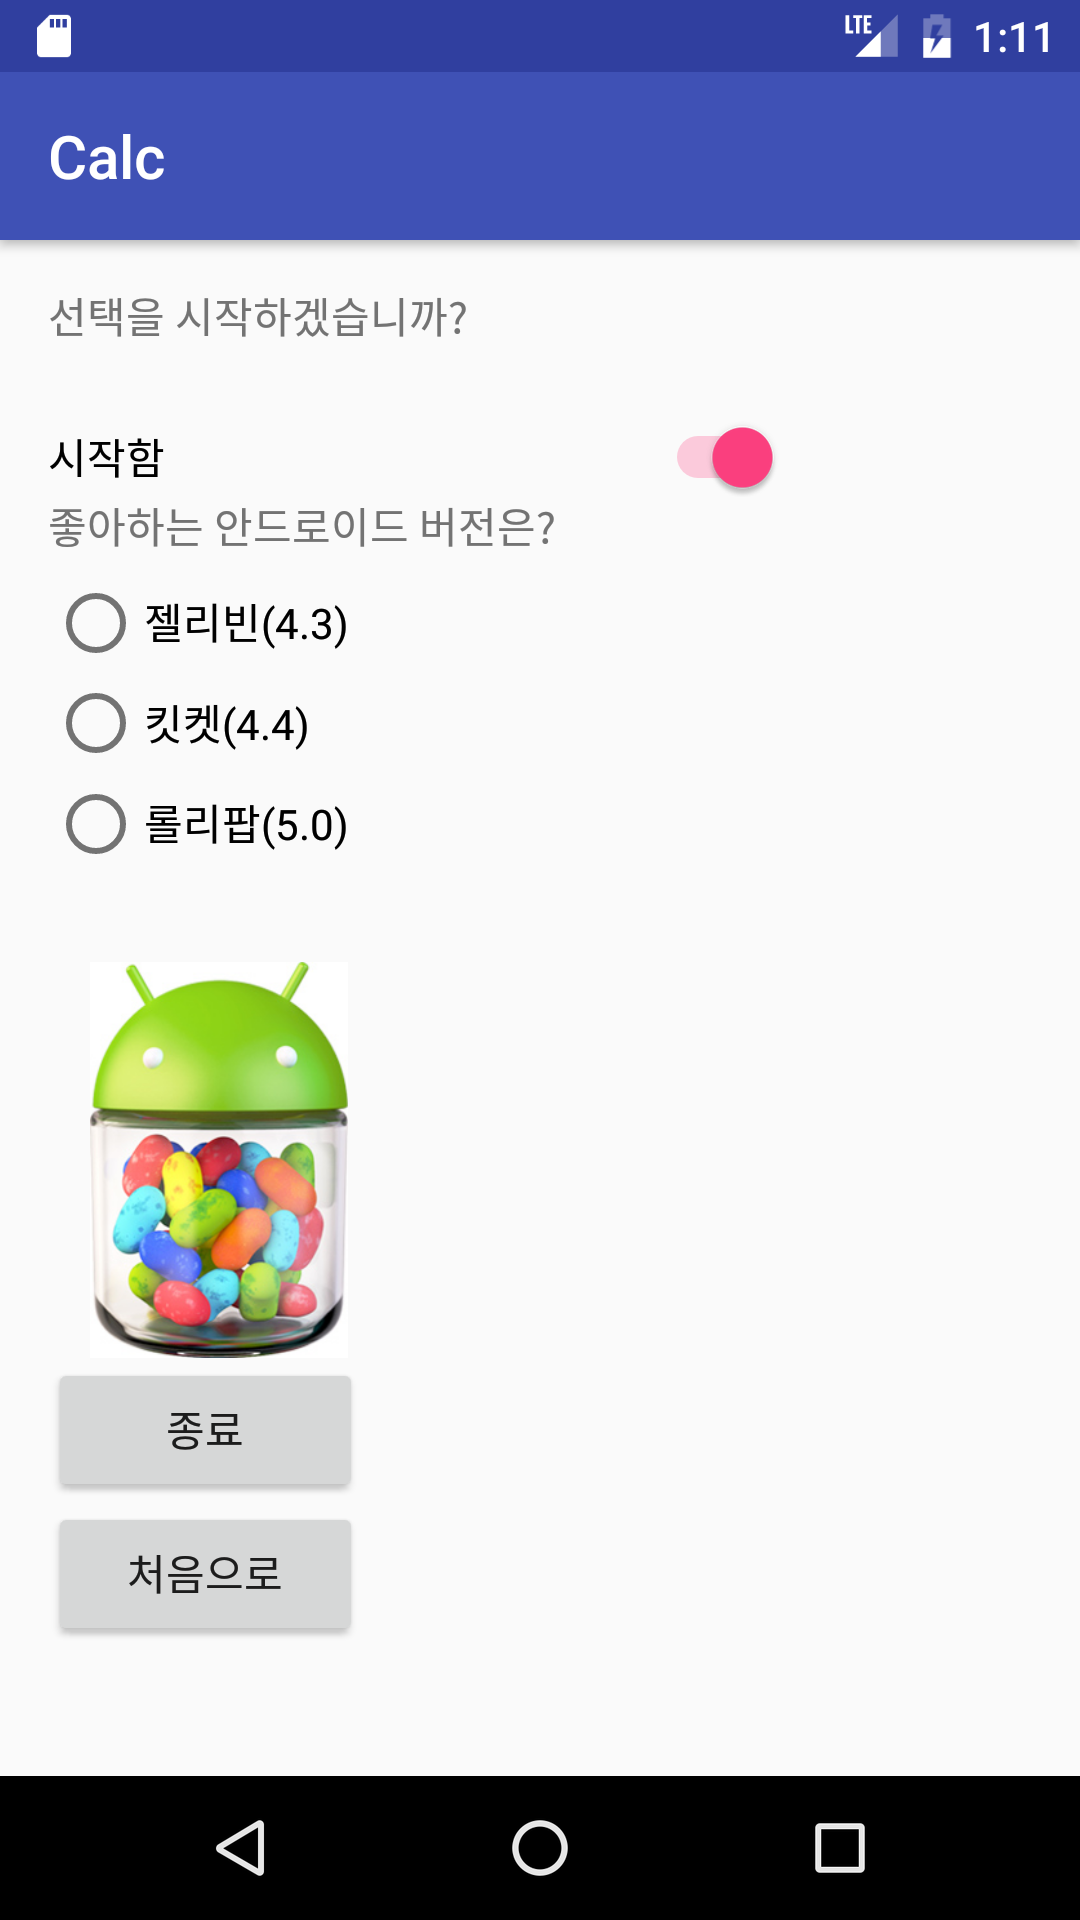 LTE 1:11
Calc
선택을 시작하겠습니까?
시작함
좋아하는 안드로이드 버전은?
젤리빈(4.3)
킷켓(4.4)
롤리팝(5.0)
종료
처음으로